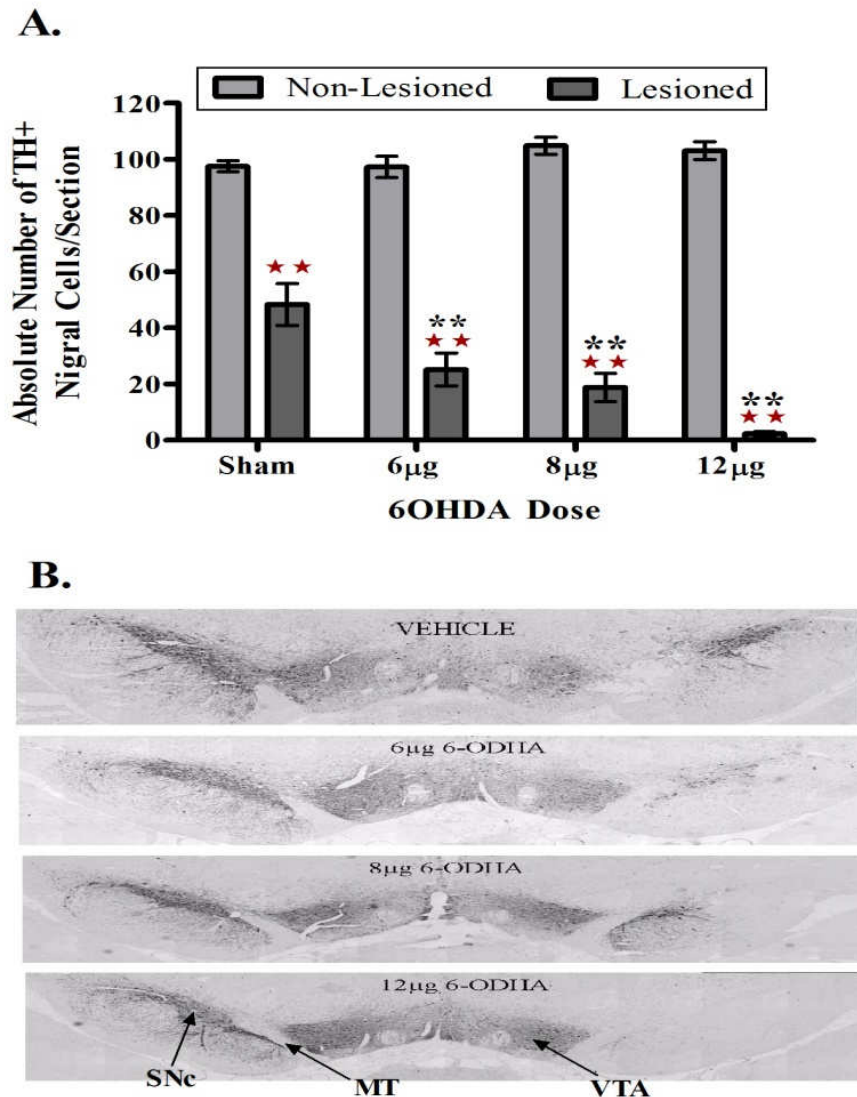 A.
Non-Lesioned Lesioned
Absolute Number of TH+
Nigral Cells/Section
120
100
80
60
40
20
0
★★
**
★★
**
★★
**
★★
Sham 6µg 8µg 12µg
6OHDA Dose
B.
VEHICLE
6µg 6-ODHA
8µg 6-ODHA
12µg 6-ODHA
SNc MT VTA